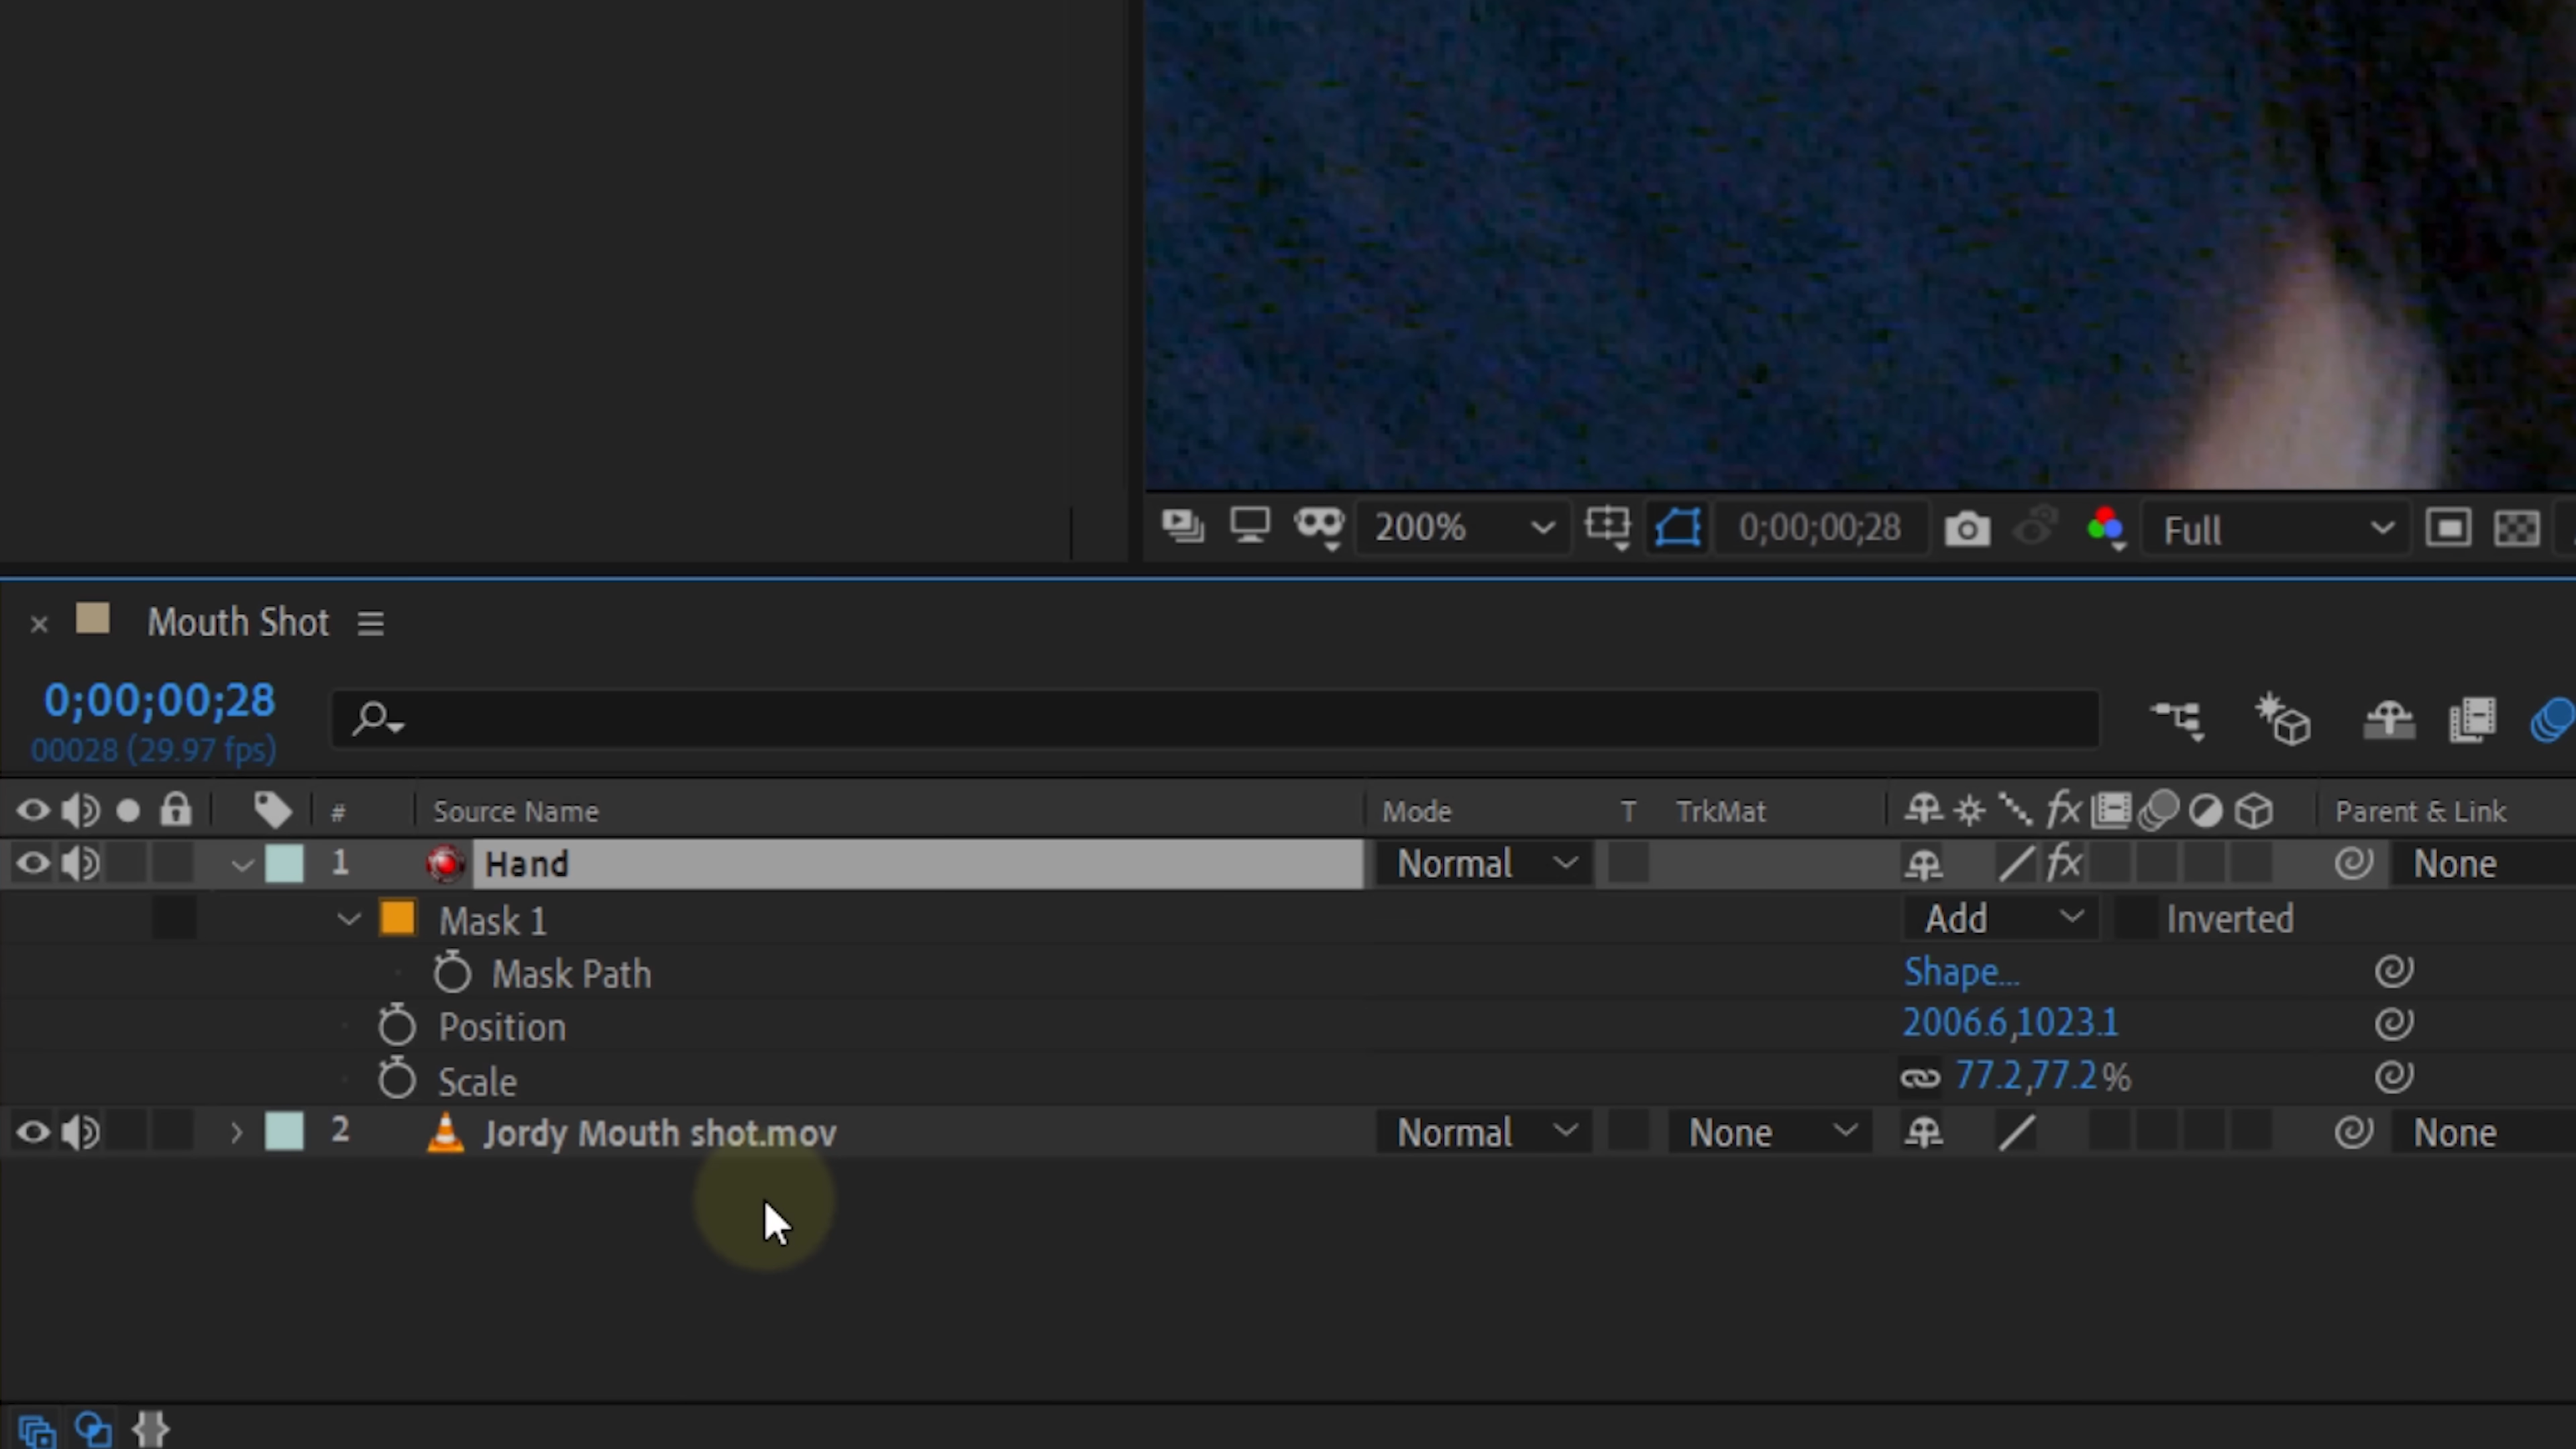 200% 0;00;00;28 Full
Mouth Shot
0;00;00;28
00028 (29.97 fps)
# Source Name Mode T TrkMat fx Parent & Link
1 Hand Normal fx None
Mask 1 Add Inverted
Mask Path Shape...
Position 2006.6,1023.1
Scale 77.2,77.2%
2 Jordy Mouth shot.mov Normal None None